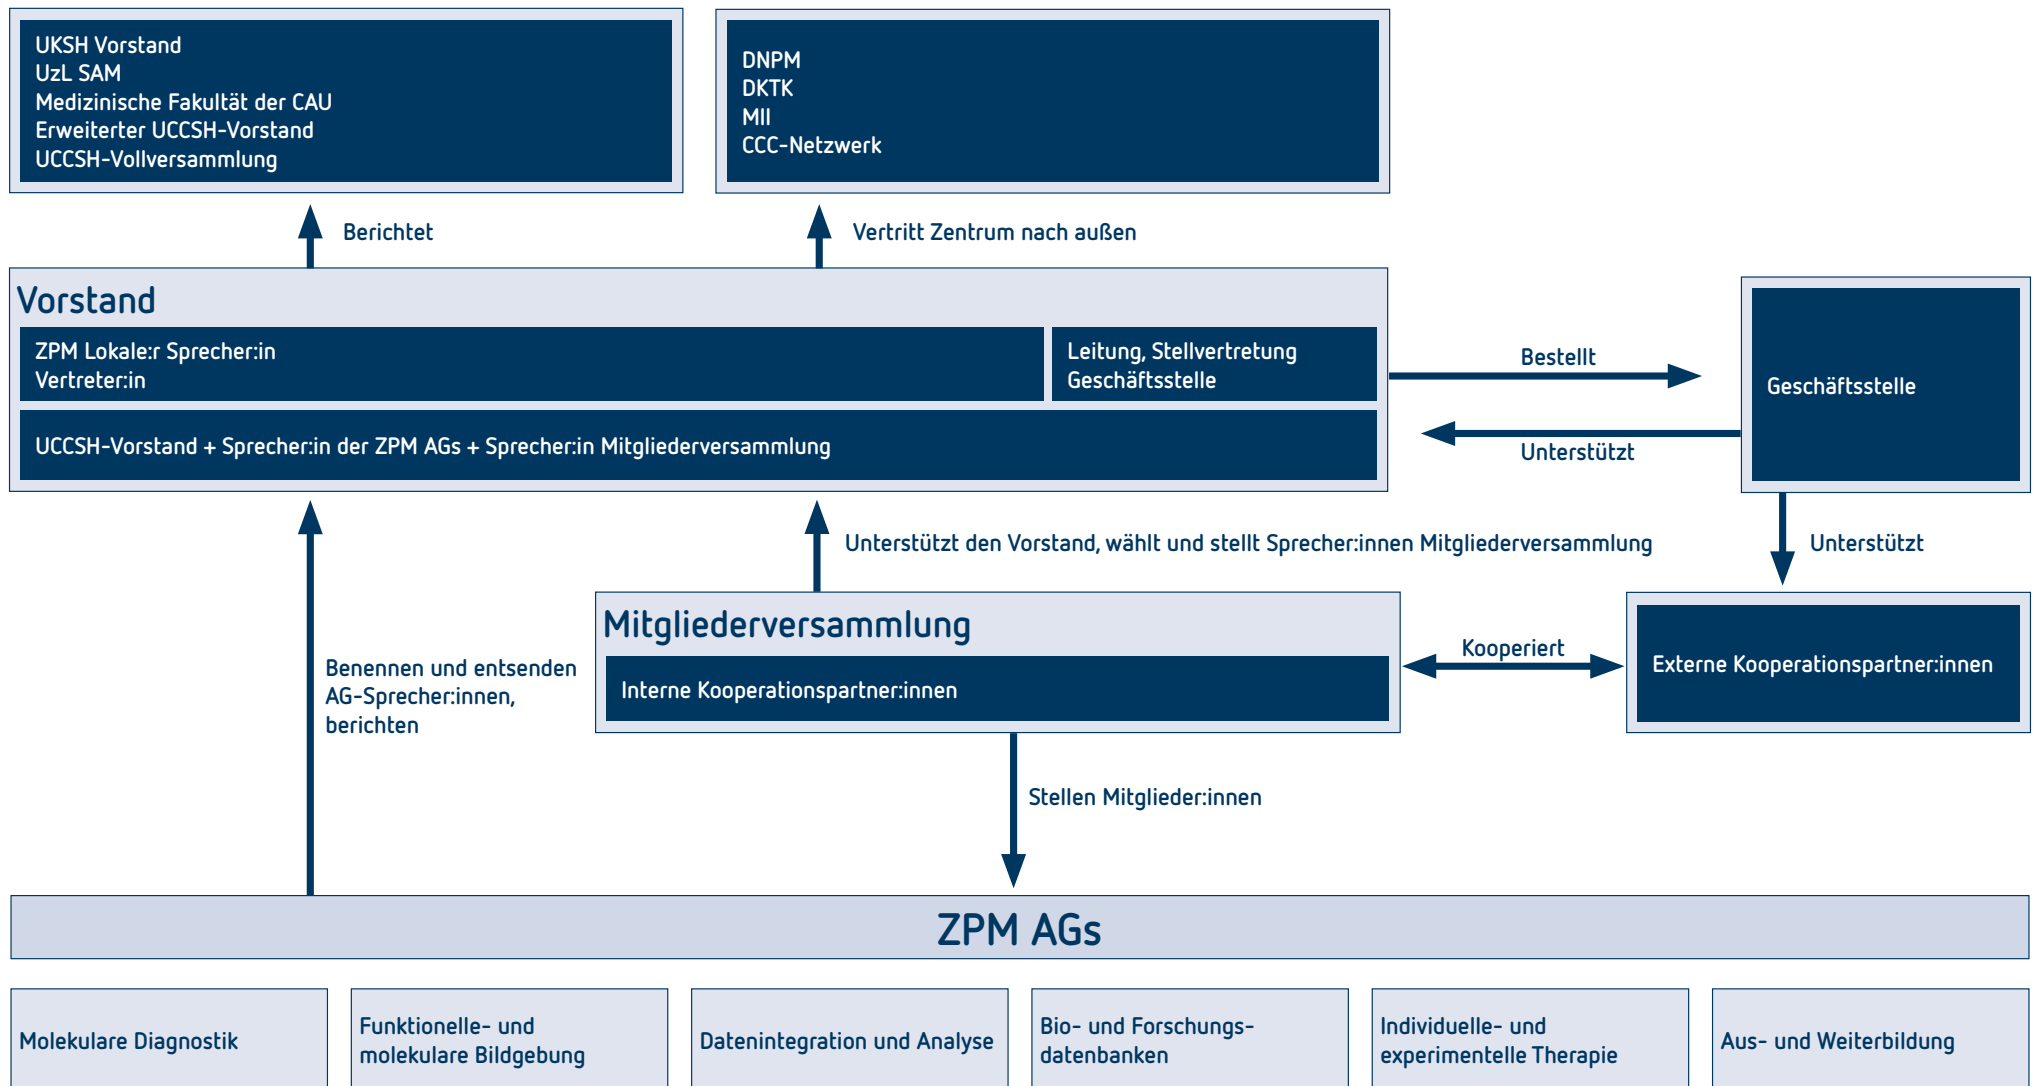 UKSH Vorstand
UzL SAM
Medizinische Fakultät der CAU
Erweiterter UCCSH-Vorstand
UCCSH-Vollversammlung
DNPM
DKTK
MII
CCC-Netzwerk
Berichtet
Vertritt Zentrum nach außen
Vorstand
ZPM Lokale:r Sprecher:in
Vertreter:in
Leitung, Stellvertretung
Geschäftsstelle
UCCSH-Vorstand + Sprecher:in der ZPM AGs + Sprecher:in Mitgliederversammlung
Bestellt
Unterstützt
Geschäftsstelle
Unterstützt den Vorstand, wählt und stellt Sprecher:innen Mitgliederversammlung
Unterstützt
Benennen und entsenden
AG-Sprecher:innen,
berichten
Mitgliederversammlung
Interne Kooperationspartner:innen
Kooperiert
Externe Kooperationspartner:innen
Stellen Mitglieder:innen
ZPM AGs
Molekulare Diagnostik
Funktionelle- und
molekulare Bildgebung
Datenintegration und Analyse
Bio- und Forschungs-
datenbanken
Individuelle- und
experimentelle Therapie
Aus- und Weiterbildung